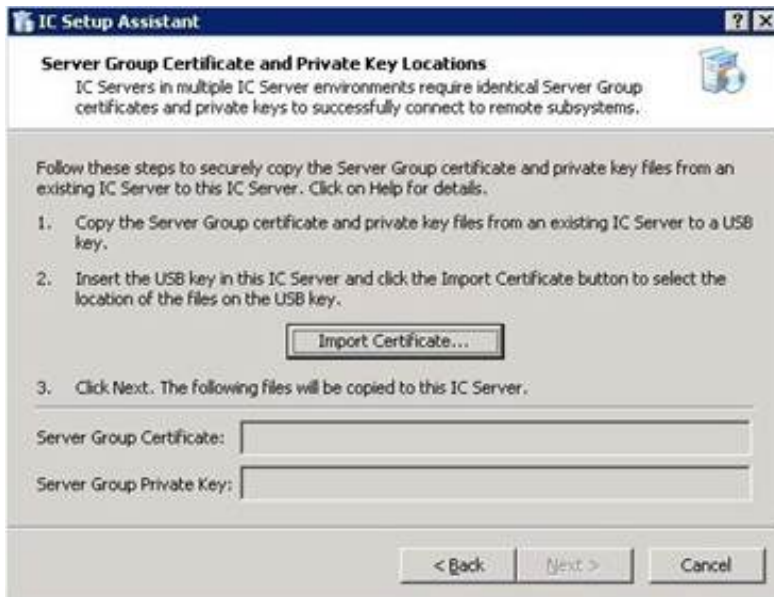 IC Setup Assistant
Server Group Certificate and Private Key Locations
IC Servers in multiple IC Server environments require identical Server Group
certificates and private keys to successfully connect to remote subsystems.
Follow these steps to securely copy the Server Group certificate and private key files from an
existing IC Server to this IC Server. Click on Help for details.
1. Copy the Server Group certificate and private key files from an existing IC Server to a USB
key.
2. Insert the USB key in this IC Server and click the Import Certificate button to select the
location of the files on the USB key.
Import Certificate...
3. Click Next. The following files will be copied to this IC Server.
Server Group Certificate:
Server Group Private Key:
< Back Next > Cancel